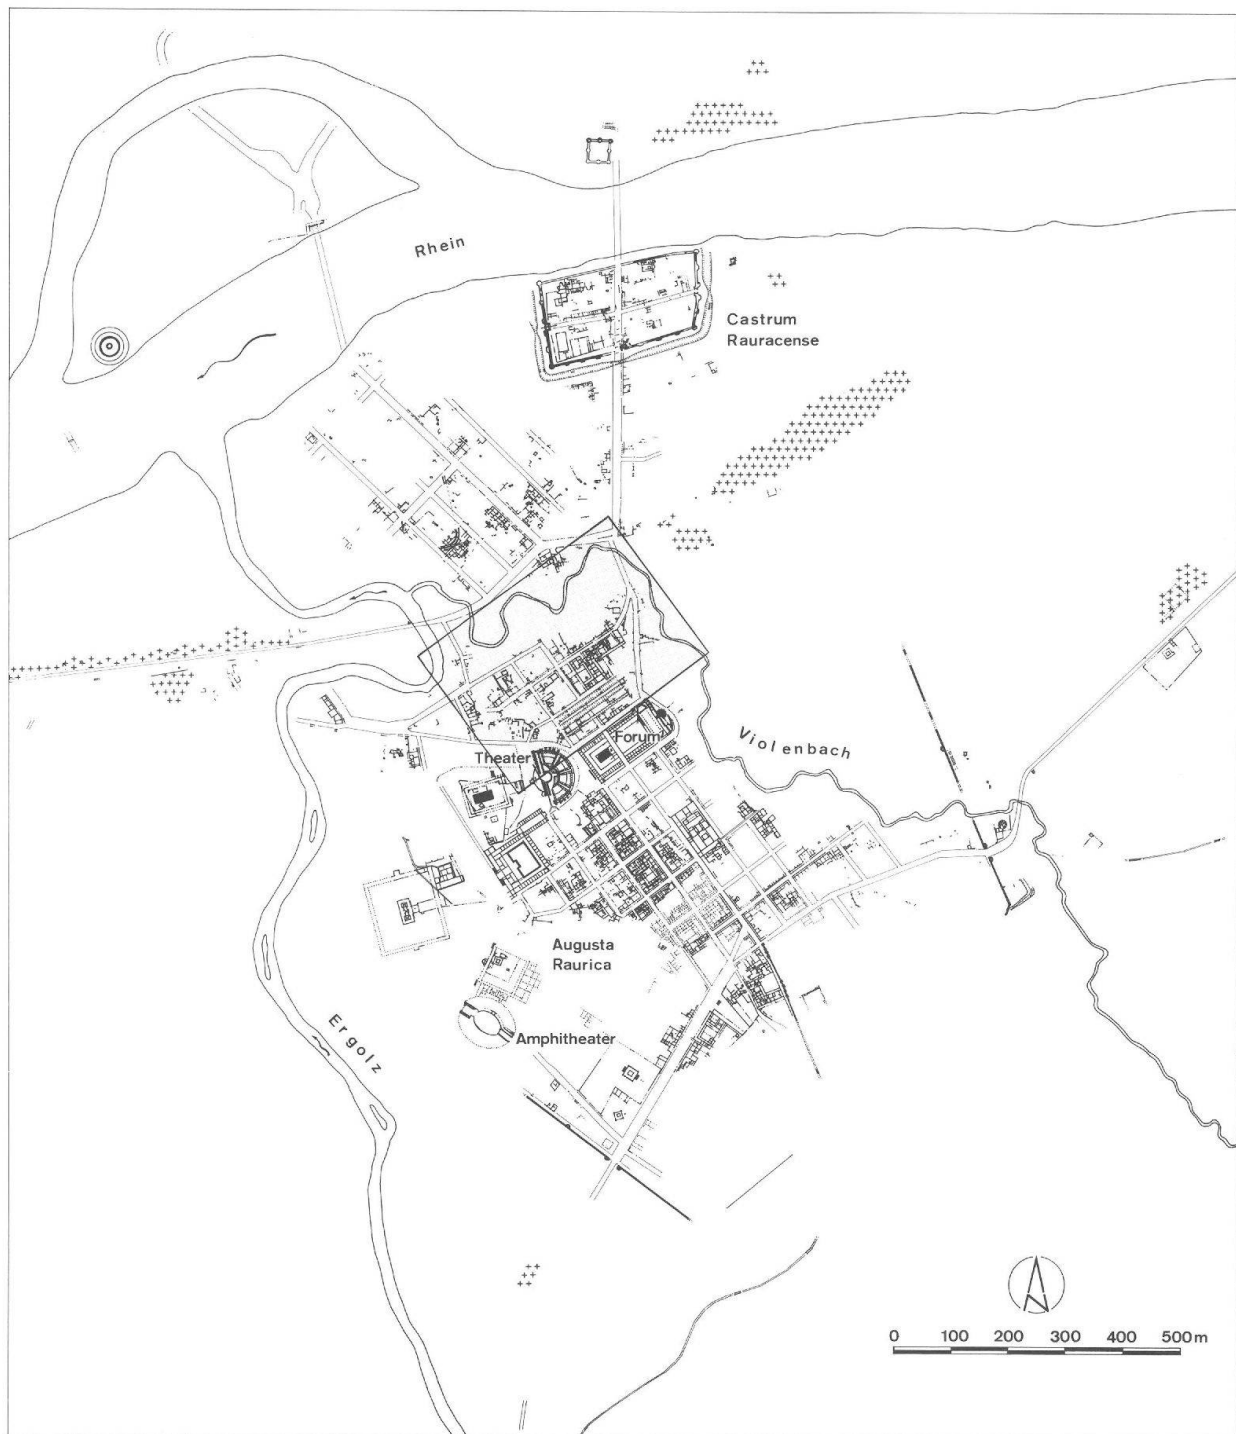 Rhein
Castrum
Rauracense
Violenbach
Forum
Theater
Augusta
Raurica
Amphitheater
Ergolz
N
0 100 200 300 400 500m